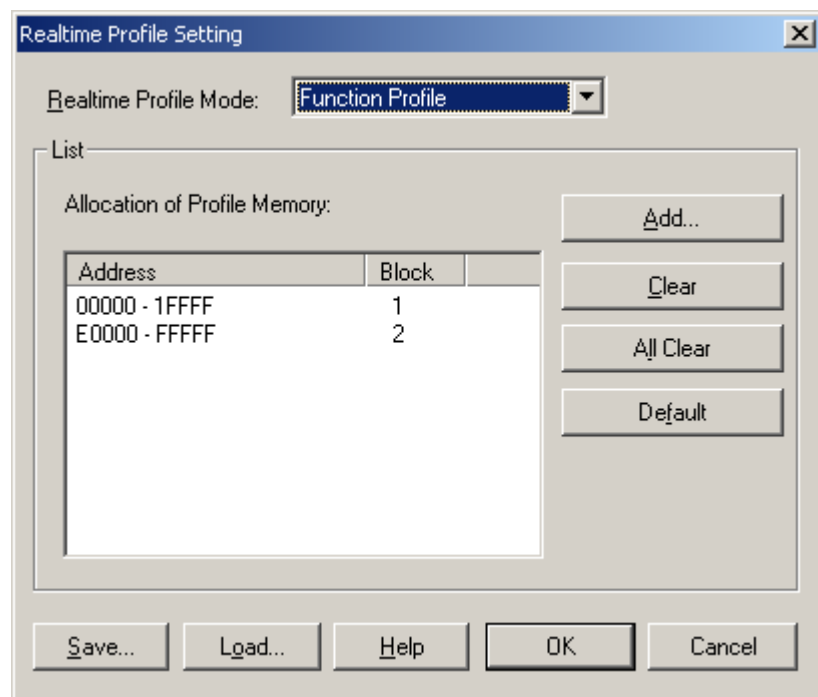 Realtime Profile Setting
Realtime Profile Mode: Function Profile
List
Allocation of Profile Memory:
Add...
Address Block
Clear
00000 - 1FFFF 1
E0000 - FFFFF 2
All Clear
Default
Save... Load... Help OK Cancel